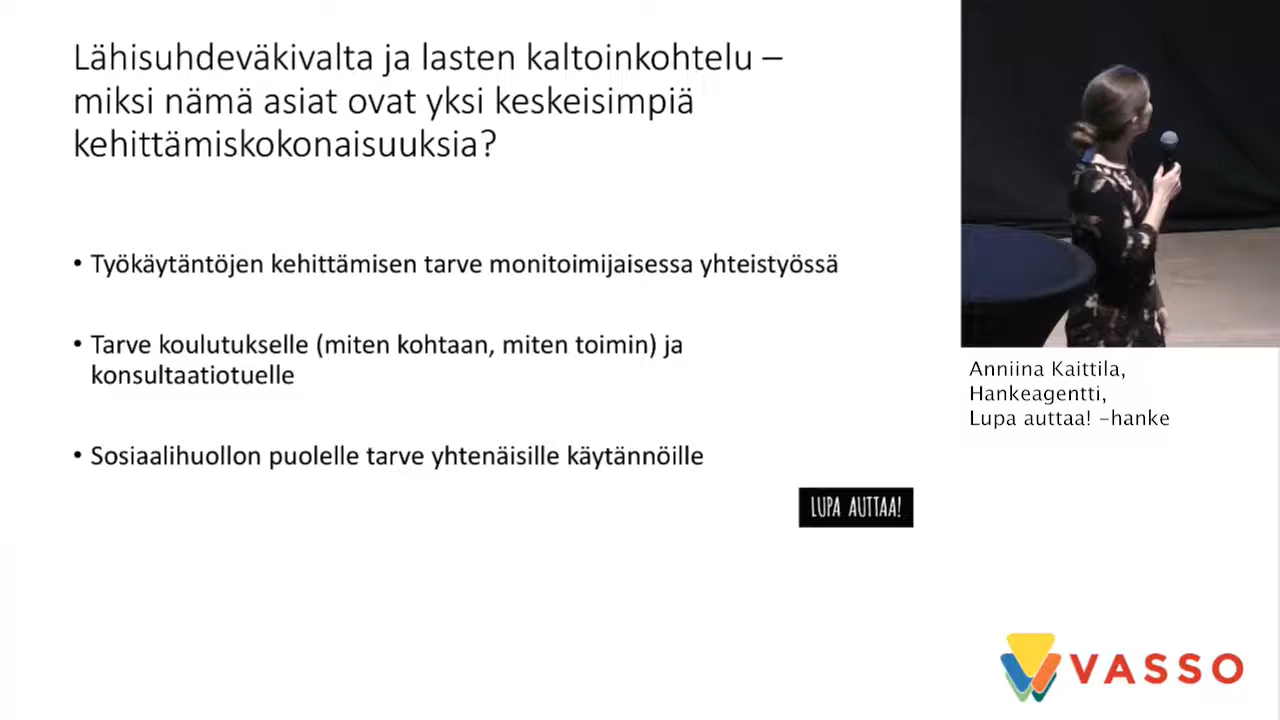 Lähisuhdeväkivalta ja lasten kaltoinkohtelu –
miksi nämä asiat ovat yksi keskeisimpiä
kehittämiskokonaisuuksia?
• Työkäytäntöjen kehittämisen tarve monitoimijaisessa yhteistyössä
• Tarve koulutukselle (miten kohtaan, miten toimin) ja
konsultaatiotuelle
• Sosiaalihuollon puolelle tarve yhtenäisille käytännöille
LUPA AUTTAA!
Anniina Kaittila,
Hankeagentti,
Lupa auttaa! –hanke
VASSO